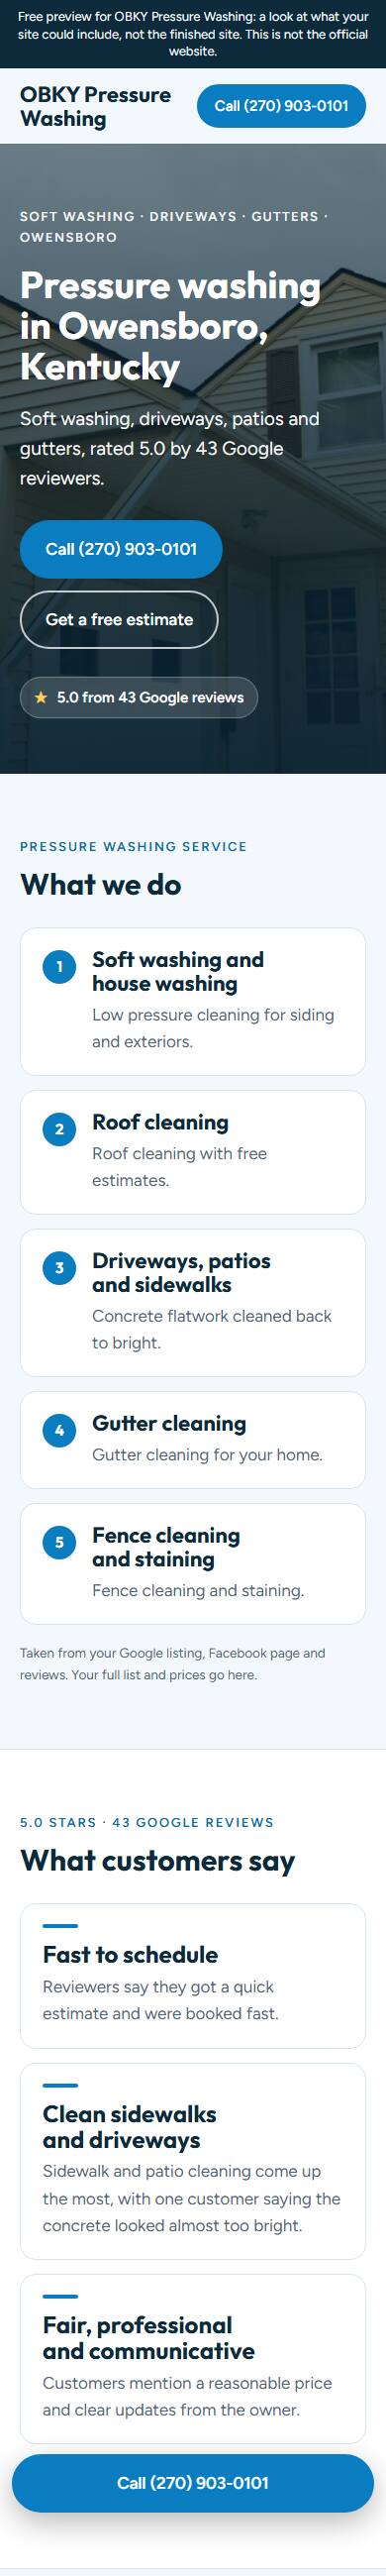 Free preview for OBKY Pressure Washing: a look at what your
site could include, not the finished site. This is not the official
website.
OBKY Pressure
Washing
Call (270) 903-0101
SOFT WASHING · DRIVEWAYS · GUTTERS ·
OWENSBORO
Pressure washing
in Owensboro,
Kentucky
Soft washing, driveways, patios and
gutters, rated 5.0 by 43 Google
reviewers.
Call (270) 903-0101
Get a free estimate
★ 5.0 from 43 Google reviews
PRESSURE WASHING SERVICE
What we do
1
Soft washing and
house washing
Low pressure cleaning for siding
and exteriors.
2
Roof cleaning
Roof cleaning with free
estimates.
3
Driveways, patios
and sidewalks
Concrete flatwork cleaned back
to bright.
4
Gutter cleaning
Gutter cleaning for your home.
5
Fence cleaning
and staining
Fence cleaning and staining.
Taken from your Google listing, Facebook page and
reviews. Your full list and prices go here.
5.0 STARS · 43 GOOGLE REVIEWS
What customers say
Fast to schedule
Reviewers say they got a quick
estimate and were booked fast.
Clean sidewalks
and driveways
Sidewalk and patio cleaning come up
the most, with one customer saying the
concrete looked almost too bright.
Fair, professional
and communicative
Customers mention a reasonable price
and clear updates from the owner.
Call (270) 903-0101